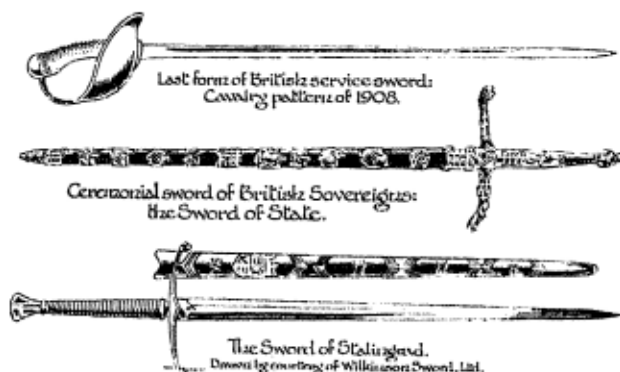 Last form of British service sword:
Cavalry pattern of 1908.
Ceremonial sword of British Sovereigns:
the Sword of State.
The Sword of Stalingrad.
Drawn by courtesy of Wilkinson Sword, Ltd.